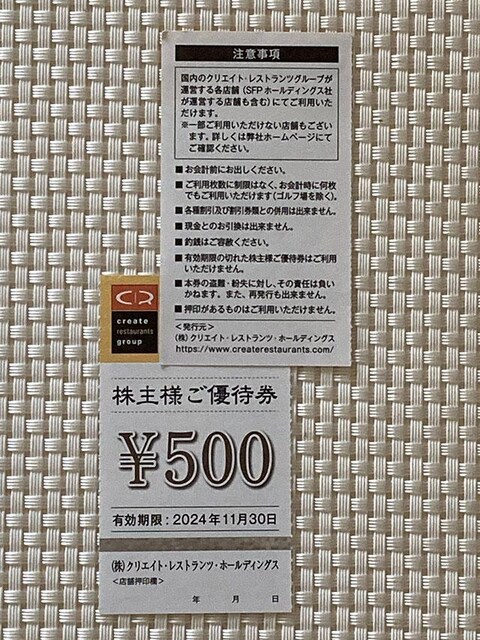 注意事項
国内のクリエイト・レストランツグループが
運営する各店舗（SFPホールディングス社
が運営する店舗も含む）にてご利用いた
だけます。
※一部ご利用いただけない店舗もござい
ます。詳しくは弊社ホームページにて
ご確認ください。
■お会計前にお出しください。
■ご利用枚数に制限はなく、お会計時に何枚
でもご利用いただけます（ゴルフ場を除く）。
■各種割引及び割引券類との併用は出来ません。
■現金とのお引換は出来ません。
■釣銭はご容赦ください。
■有効期限の切れた株主様ご優待券はご利用
いただけません。
■本券の盗難・紛失に対し、その責任は負い
かねます。また、再発行も出来ません。
■押印があるものはご利用いただけません。
＜発行元＞
（株）クリエイト・レストランツ・ホールディングス
https://www.createrestaurants.com/
CR
create
restaurants
group
株主様ご優待券
¥500
有効期限：2024年11月30日
（株）クリエイト・レストランツ・ホールディングス
＜店舗押印欄＞
年　月　日